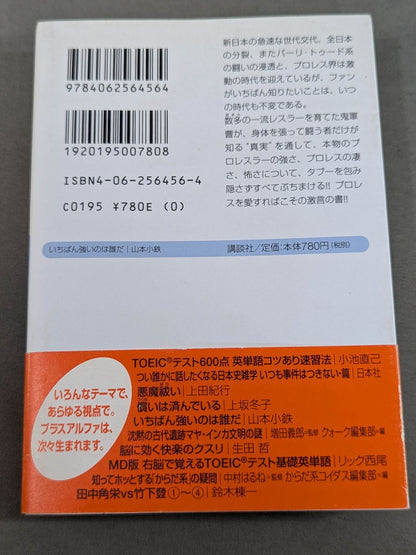 新日本の急速な世代交代、全日本
の分裂、またバーリ・トゥード系
の闘いの浸透と、プロレス界は激
動の時代を迎えているが、ファン
がいちばん知りたいことは、いつ
の時代も不変である。
数多の一流レスラーを育てた鬼軍
曹が、身体を張って闘う者だけが
知る“真実”を通して、本物のプ
ロレスラーの強さ、プロレスの凄
さ、怖さについて、タブーを包み
隠さずすべてぶちまける!! プロレ
スを愛すればこその激言の書!!
9784062564564
1920195007808
ISBN4-06-256456-4
C0195 ¥780E (0)
いちばん強いのは誰だ | 山本小鉄
講談社／定価：本体780円(税別)
いろんなテーマで、
あらゆる視点で。
プラスアルファは、
次々生まれます。
TOEIC®テスト600点 英単語コツあり速習法 | 小池直己
つい誰かに話したくなる日本史雑学 いつも事件はつきない・篇 | 日本社
悪魔祓い | 上田紀行
償いは済んでいる | 上坂冬子
いちばん強いのは誰だ | 山本小鉄
沈黙の古代遺跡マヤ・インカ文明の謎 | 増田義郎=監修 クォーク編集部=編
脳に効く快楽のクスリ | 生田 哲
MD版 右脳で覚えるTOEIC®テスト基礎英単語 | リック西尾
知ってホッとする「からだ系」の疑問 | 中村はるね=監修 からだ系コイダス編集部=編
田中角栄vs竹下登①〜④ | 鈴木棟一